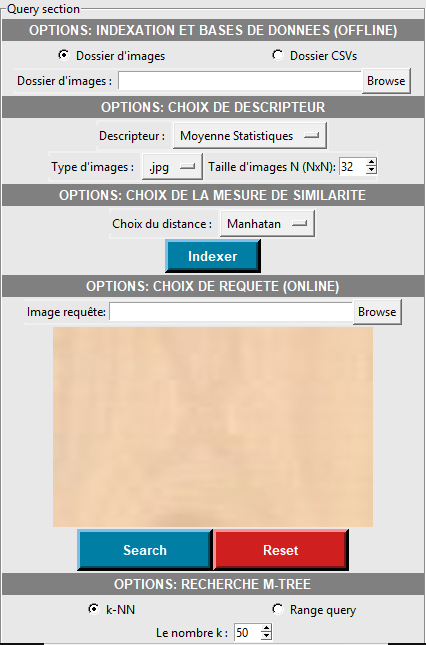 Query section
OPTIONS: INDEXATION ET BASES DE DONNEES (OFFLINE)
Dossier d'images Dossier CSVs
Dossier d'images : Browse
OPTIONS: CHOIX DE DESCRIPTEUR
Descripteur : Moyenne Statistiques
Type d'images : .jpg Taille d'images N (NxN): 32
OPTIONS: CHOIX DE LA MESURE DE SIMILARITE
Choix du distance : Manhatan
Indexer
OPTIONS: CHOIX DE REQUETE (ONLINE)
Image requête: Browse
Search Reset
OPTIONS: RECHERCHE M-TREE
k-NN Range query
Le nombre k : 50